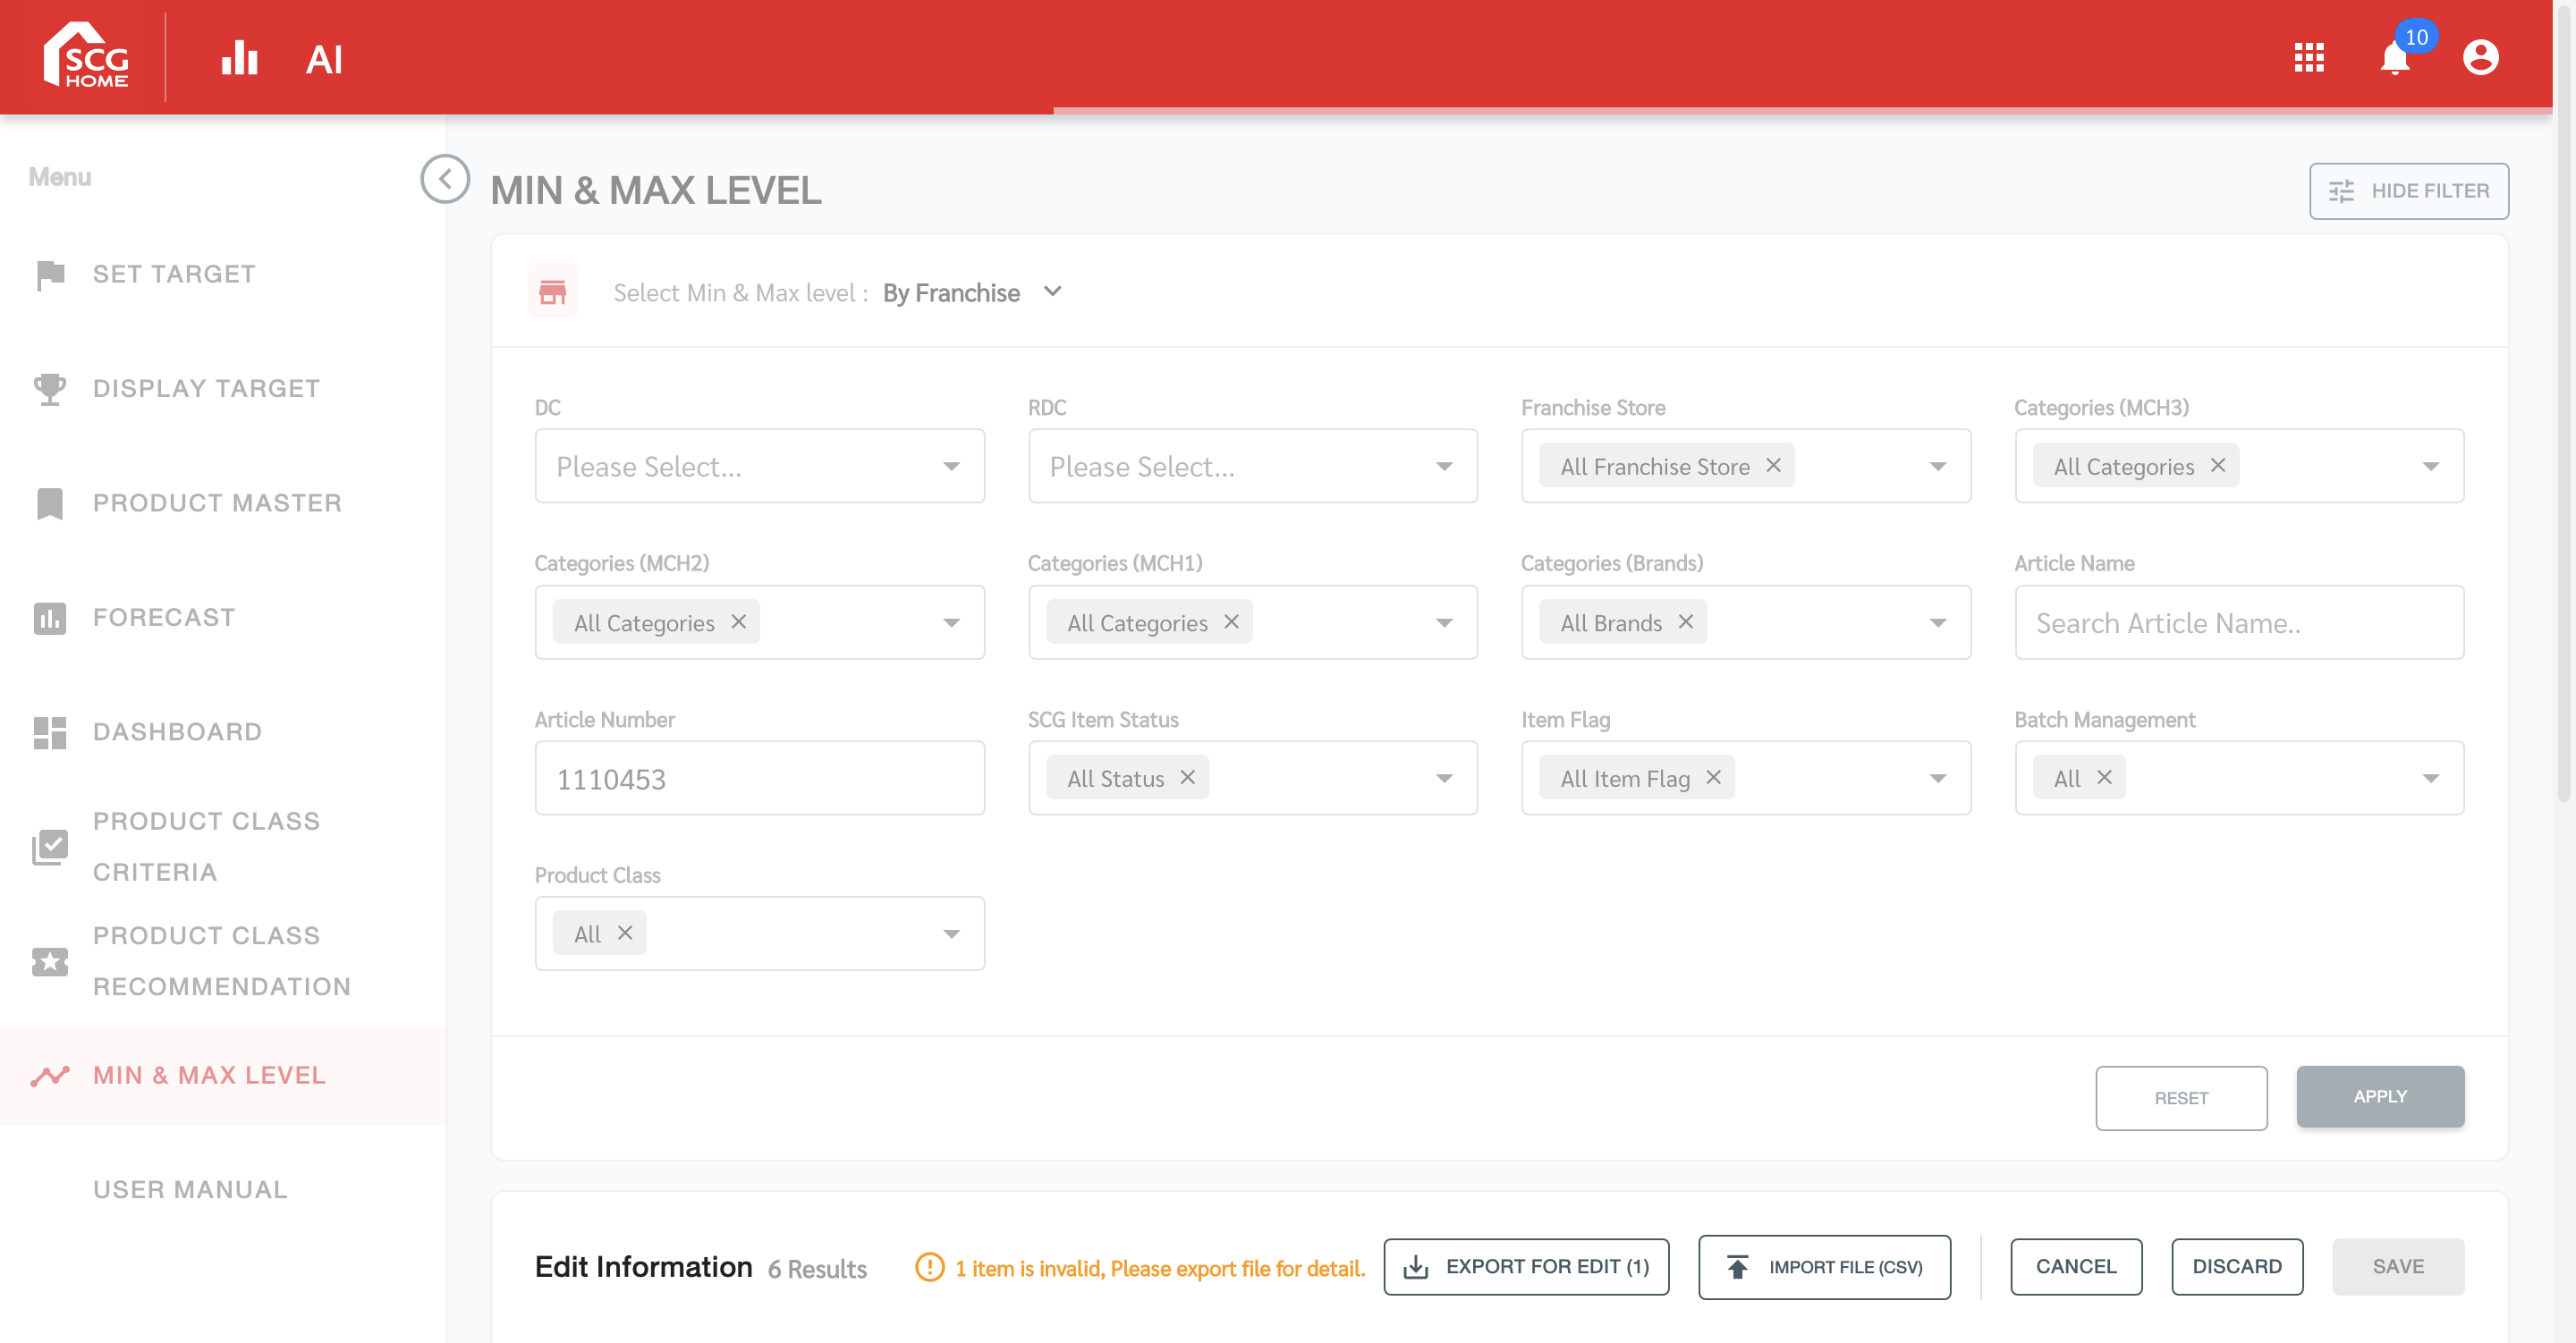 SCG
HOME
AI
10
Menu
SET TARGET
DISPLAY TARGET
PRODUCT MASTER
FORECAST
DASHBOARD
PRODUCT CLASS
CRITERIA
PRODUCT CLASS
RECOMMENDATION
MIN & MAX LEVEL
USER MANUAL
MIN & MAX LEVEL
HIDE FILTER
Select Min & Max level : By Franchise
DC
RDC
Franchise Store
Categories (MCH3)
Please Select...
Please Select...
All Franchise Store
All Categories
Categories (MCH2)
Categories (MCH1)
Categories (Brands)
Article Name
All Categories
All Categories
All Brands
Search Article Name..
Article Number
SCG Item Status
Item Flag
Batch Management
1110453
All Status
All Item Flag
All
Product Class
All
RESET
APPLY
Edit Information 6 Results
1 item is invalid, Please export file for detail.
EXPORT FOR EDIT (1)
IMPORT FILE (CSV)
CANCEL
DISCARD
SAVE